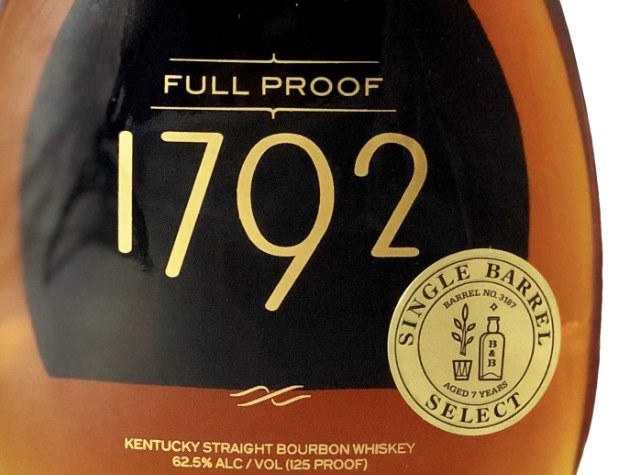 FULL PROOF
1792
SINGLE BARREL
BARREL NO. 3187
B&B
AGED 7 YEARS
SELECT
KENTUCKY STRAIGHT BOURBON WHISKEY
62.5% ALC / VOL (125 PROOF)